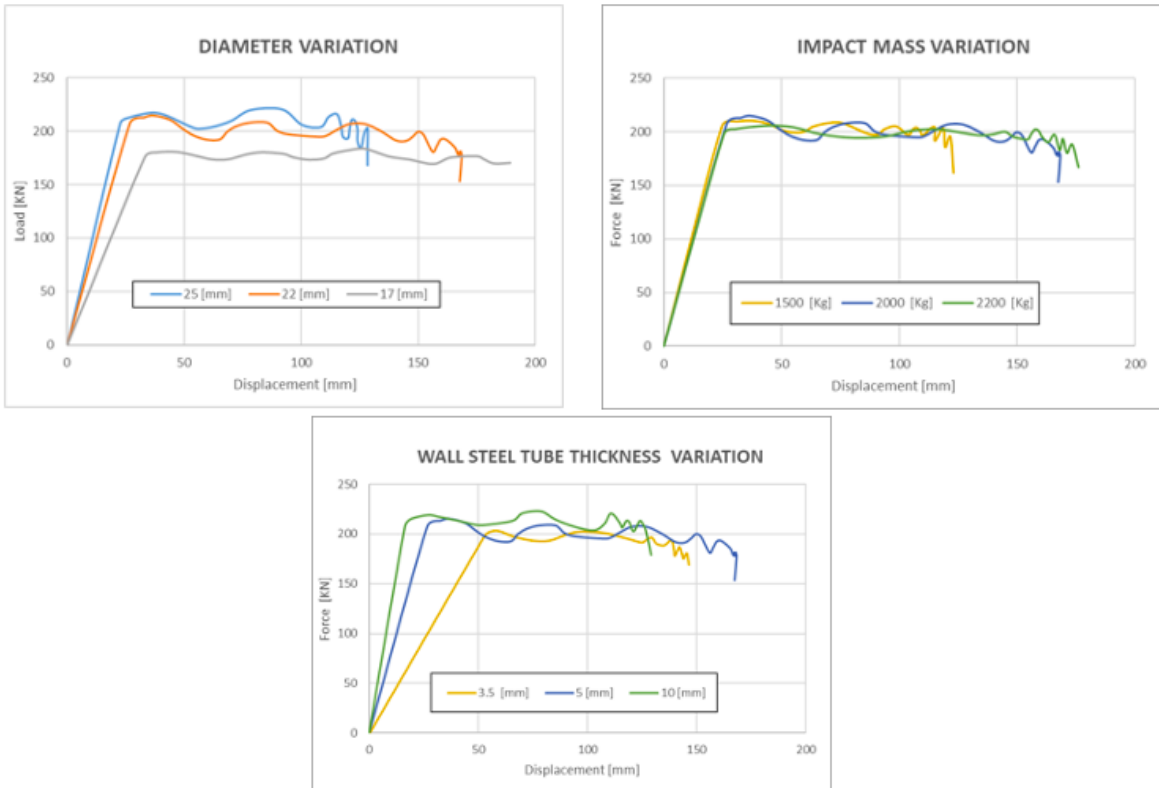 DIAMETER VARIATION
250
200
150
100
50
0
Load [KN]
25 [mm] 22 [mm] 17 [mm]
0 50 100 150 200
Displacement [mm]
IMPACT MASS VARIATION
250
200
150
100
50
0
Force [KN]
1500 [Kg] 2000 [Kg] 2200 [Kg]
0 50 100 150 200
Displacement [mm]
WALL STEEL TUBE THICKNESS VARIATION
250
200
150
100
50
0
Force [KN]
3.5 [mm] 5 [mm] 10 [mm]
0 50 100 150 200
Displacement [mm]